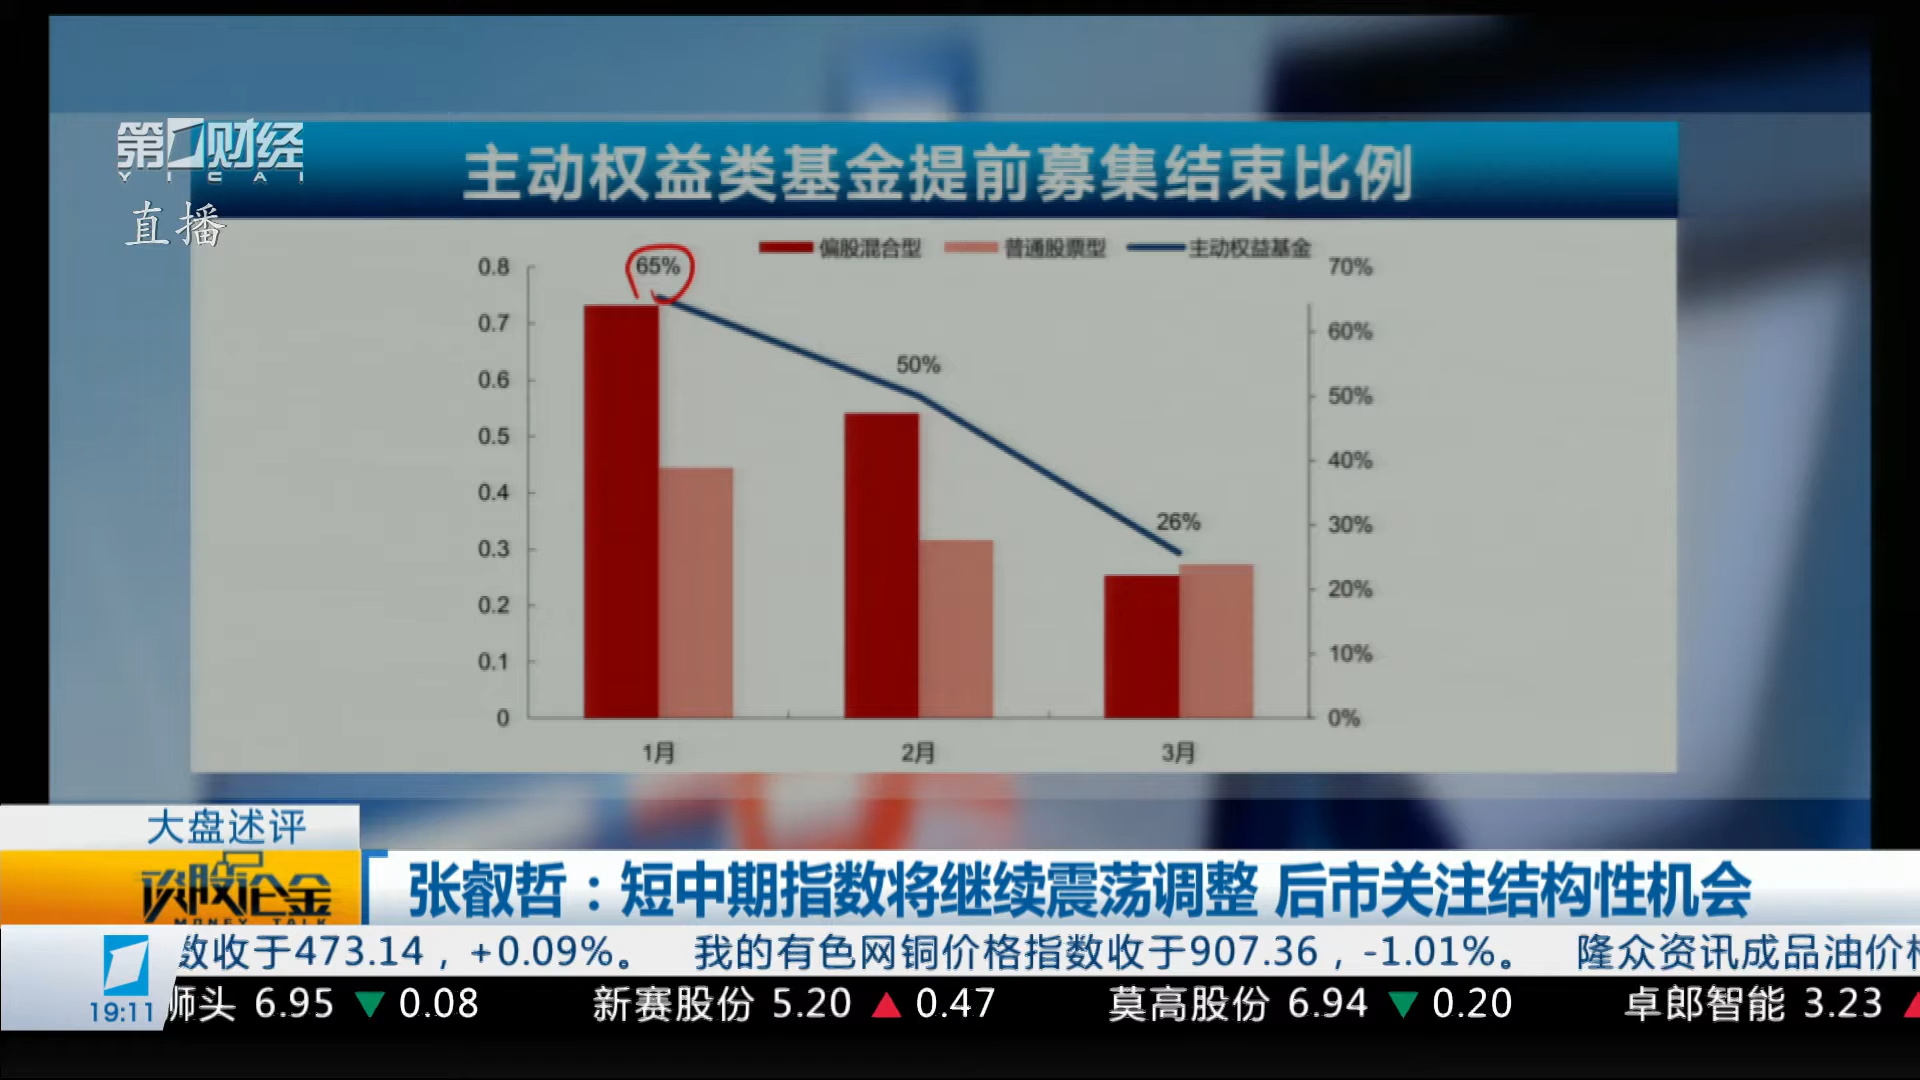 第1财经
YICAI
直播
主动权益类基金提前募集结束比例
偏股混合型 普通股票型 主动权益基金
0.8
0.7
0.6
0.5
0.4
0.3
0.2
0.1
0
65%
50%
26%
70%
60%
50%
40%
30%
20%
10%
0%
1月 2月 3月
大盘述评
谈股论金
MONEY TALK
张叡哲：短中期指数将继续震荡调整 后市关注结构性机会
数收于473.14，+0.09%。 我的有色网铜价格指数收于907.36，-1.01%。 隆众资讯成品油价格
19:11
狮头 6.95 ▼ 0.08 新赛股份 5.20 ▲ 0.47 莫高股份 6.94 ▼ 0.20 卓郎智能 3.23 ▲